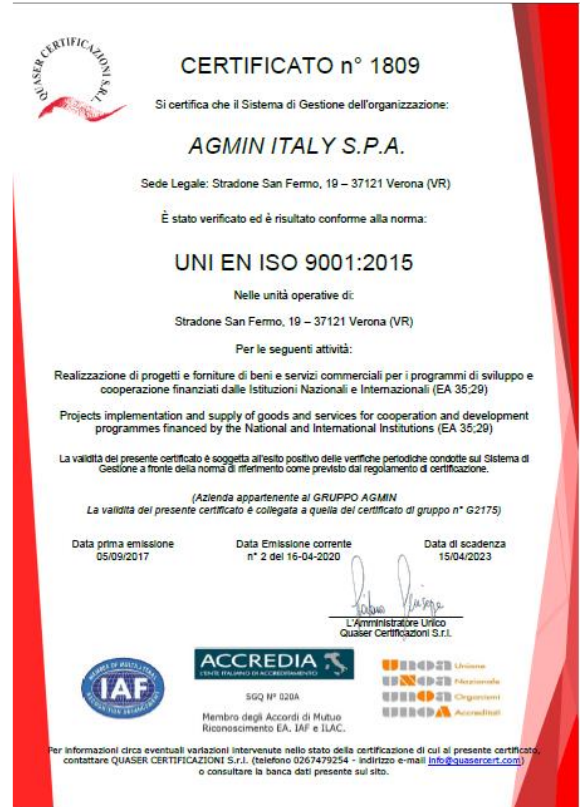 QUASER CERTIFICAZIONI S.R.L.
CERTIFICATO n° 1809
Si certifica che il Sistema di Gestione dell'organizzazione:
AGMIN ITALY S.P.A.
Sede Legale: Stradone San Fermo, 19 – 37121 Verona (VR)
È stato verificato ed è risultato conforme alla norma:
UNI EN ISO 9001:2015
Nelle unità operative di:
Stradone San Fermo, 19 – 37121 Verona (VR)
Per le seguenti attività:
Realizzazione di progetti e forniture di beni e servizi commerciali per i programmi di sviluppo e
cooperazione finanziati dalle Istituzioni Nazionali e Internazionali (EA 35;29)
Projects implementation and supply of goods and services for cooperation and development
programmes financed by the National and International Institutions (EA 35;29)
La validità del presente certificato è soggetta all'esito positivo delle verifiche periodiche condotte sul Sistema di
Gestione a fronte della norma di riferimento come previsto dal regolamento di certificazione.
(Azienda appartenente al GRUPPO AGMIN
La validità del presente certificato è collegata a quella del certificato di gruppo n° G2175)
Data prima emissione
05/09/2017
Data Emissione corrente
n° 2 del 16-04-2020
Data di scadenza
15/04/2023
L'Amministratore Unico
Quaser Certificazioni S.r.l.
MEMBER OF MULTILATERAL
RECOGNITION ARRANGEMENT
IAF
ACCREDIA
L'ENTE ITALIANO DI ACCREDITAMENTO
SGQ N° 020A
Membro degli Accordi di Mutuo
Riconoscimento EA, IAF e ILAC.
Unione
Nazionale
Organismi
Accreditati
Per informazioni circa eventuali variazioni intervenute nello stato della certificazione di cui al presente certificato,
contattare QUASER CERTIFICAZIONI S.r.l. (telefono 0267479254 - indirizzo e-mail info@quasercert.com)
o consultare la banca dati presente sul sito.